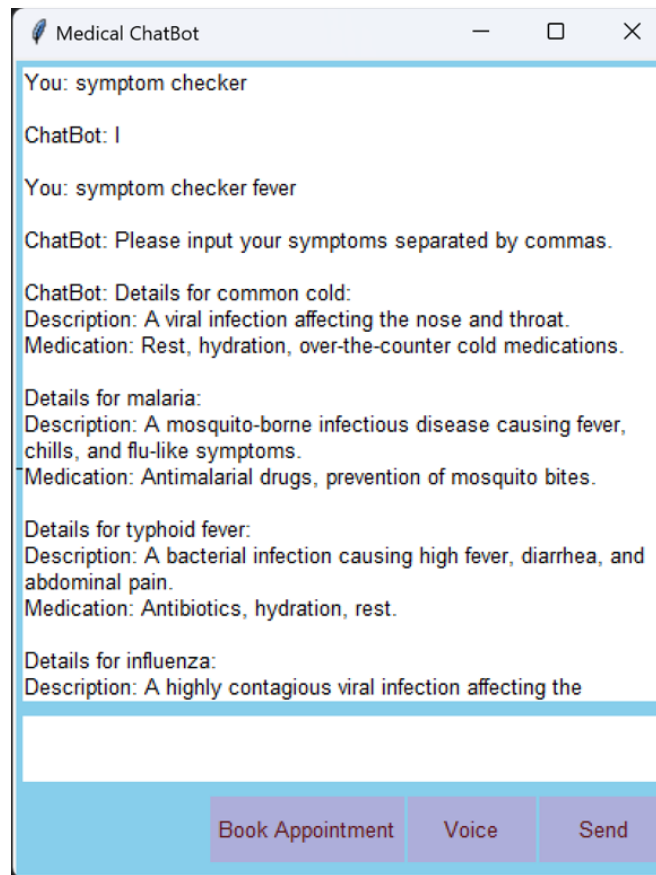 Medical ChatBot
You: symptom checker
ChatBot: I
You: symptom checker fever
ChatBot: Please input your symptoms separated by commas.
ChatBot: Details for common cold:
Description: A viral infection affecting the nose and throat.
Medication: Rest, hydration, over-the-counter cold medications.
Details for malaria:
Description: A mosquito-borne infectious disease causing fever,
chills, and flu-like symptoms.
Medication: Antimalarial drugs, prevention of mosquito bites.
Details for typhoid fever:
Description: A bacterial infection causing high fever, diarrhea, and
abdominal pain.
Medication: Antibiotics, hydration, rest.
Details for influenza:
Description: A highly contagious viral infection affecting the
Book Appointment
Voice
Send